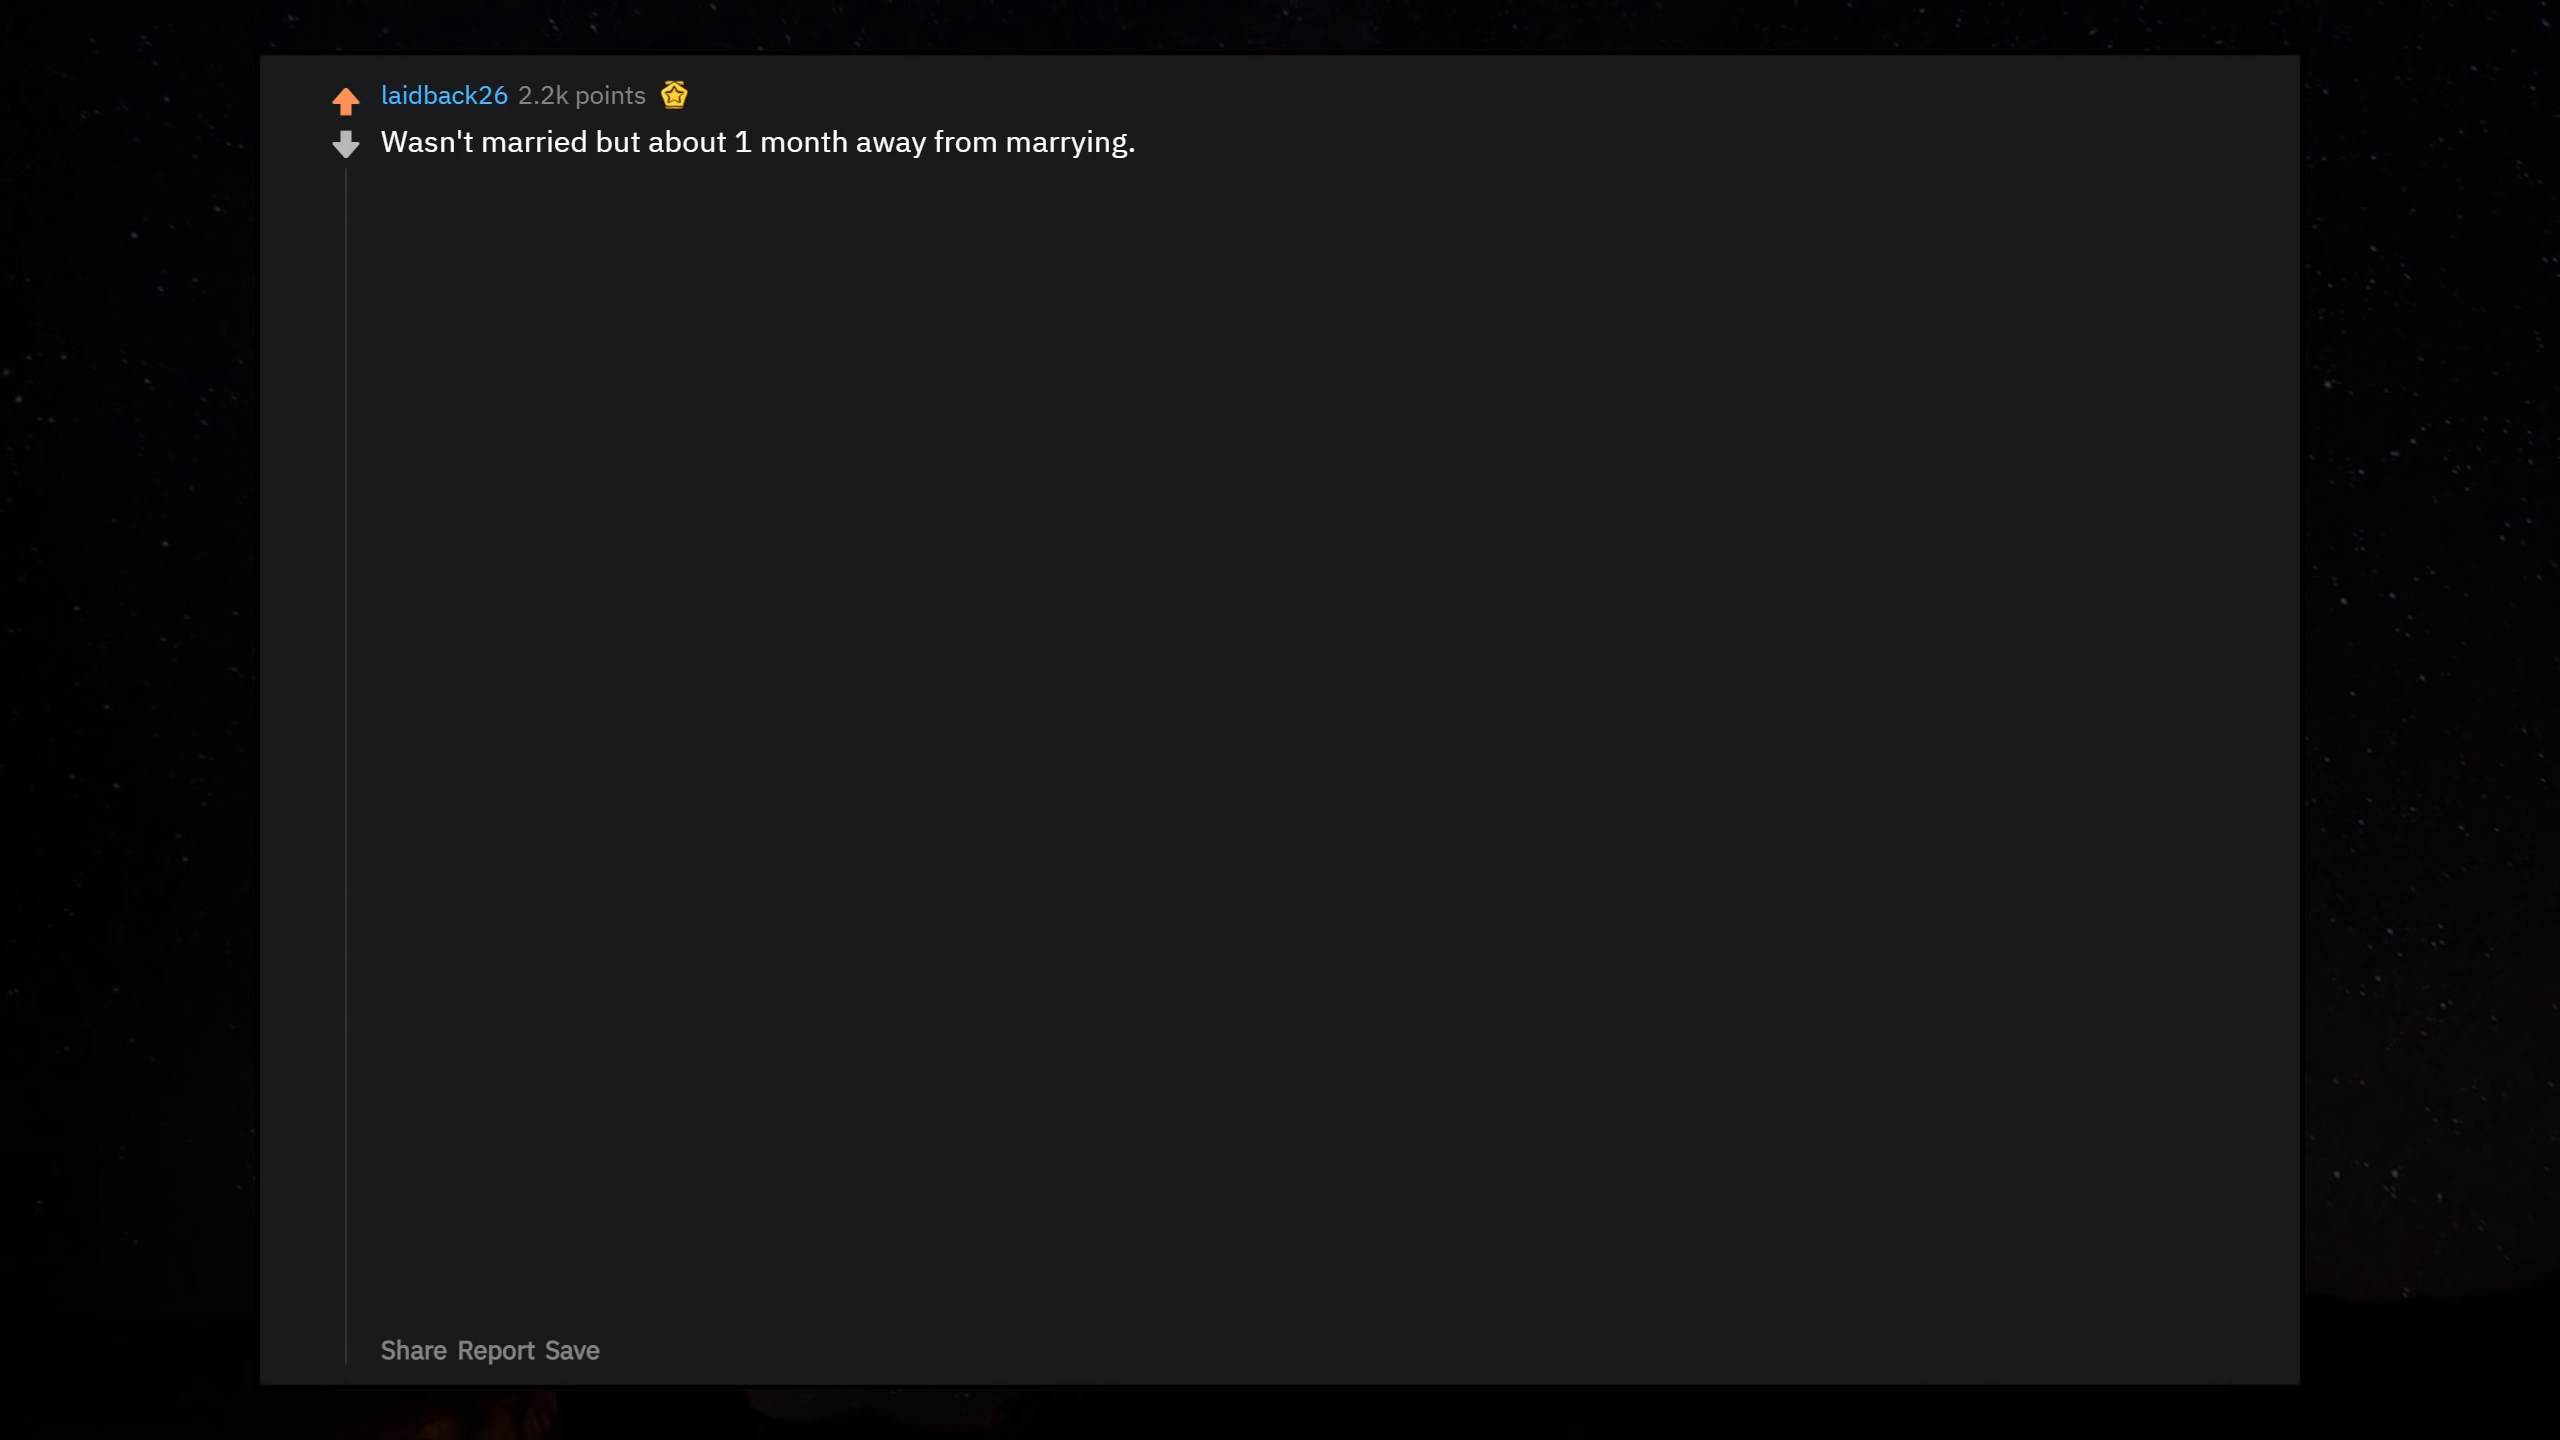 laidback26 2.2k points
Wasn't married but about 1 month away from marrying.
Share Report Save